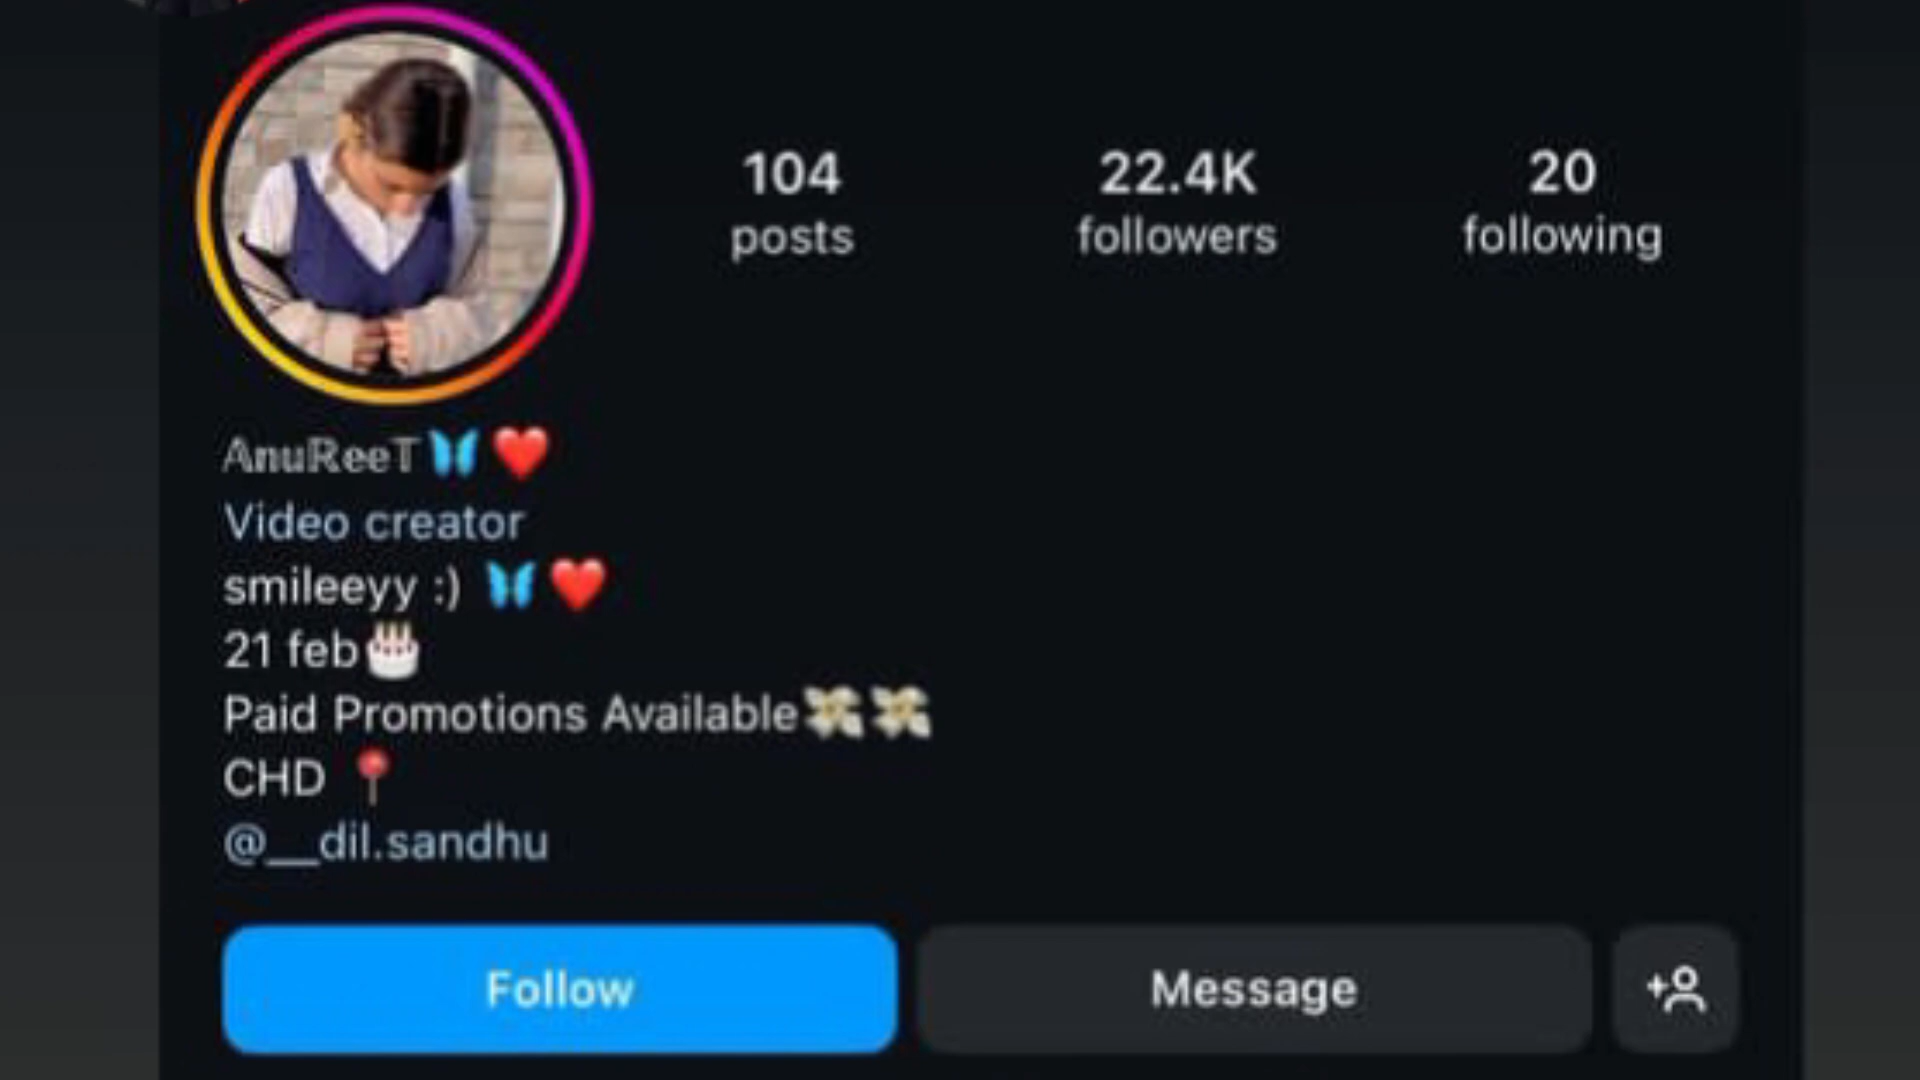 104 22.4K 20
posts followers following
𝔸𝕟𝕦ℝ𝕖𝕖𝕋🦋❤️
Video creator
smileeyy :) 🦋❤️
21 feb🎂
Paid Promotions Available💸💸
CHD 📍
@__dil.sandhu
Follow Message